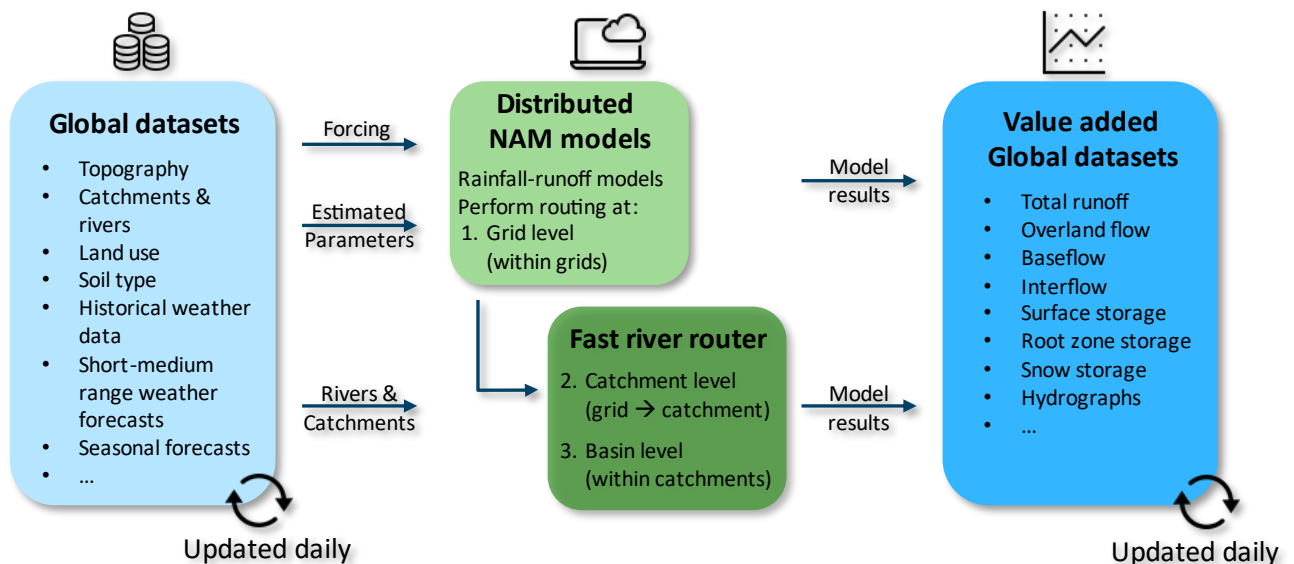 Global datasets
• Topography
• Catchments &
rivers
• Land use
• Soil type
• Historical weather
data
• Short-medium
range weather
forecasts
• Seasonal forecasts
• ...
Updated daily
Forcing
Estimated
Parameters
Rivers &
Catchments
Distributed
NAM models
Rainfall-runoff models
Perform routing at:
1. Grid level
(within grids)
Fast river router
2. Catchment level
(grid → catchment)
3. Basin level
(within catchments)
Model
results
Model
results
Value added
Global datasets
• Total runoff
• Overland flow
• Baseflow
• Interflow
• Surface storage
• Root zone storage
• Snow storage
• Hydrographs
• ...
Updated daily